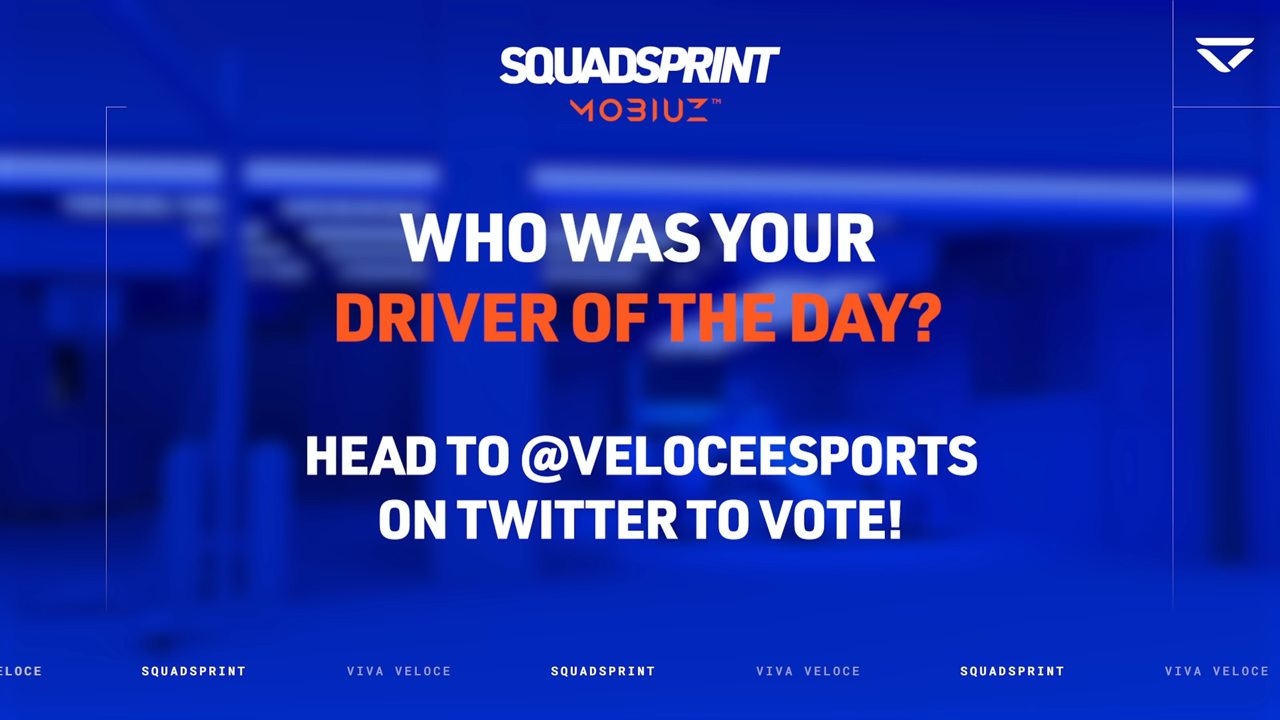 SQUADSPRINT
MOBIUZ™
WHO WAS YOUR
DRIVER OF THE DAY?
HEAD TO @VELOCEESPORTS
ON TWITTER TO VOTE!
ELOCE SQUADSPRINT VIVA VELOCE SQUADSPRINT VIVA VELOCE SQUADSPRINT VIVA VELOCE